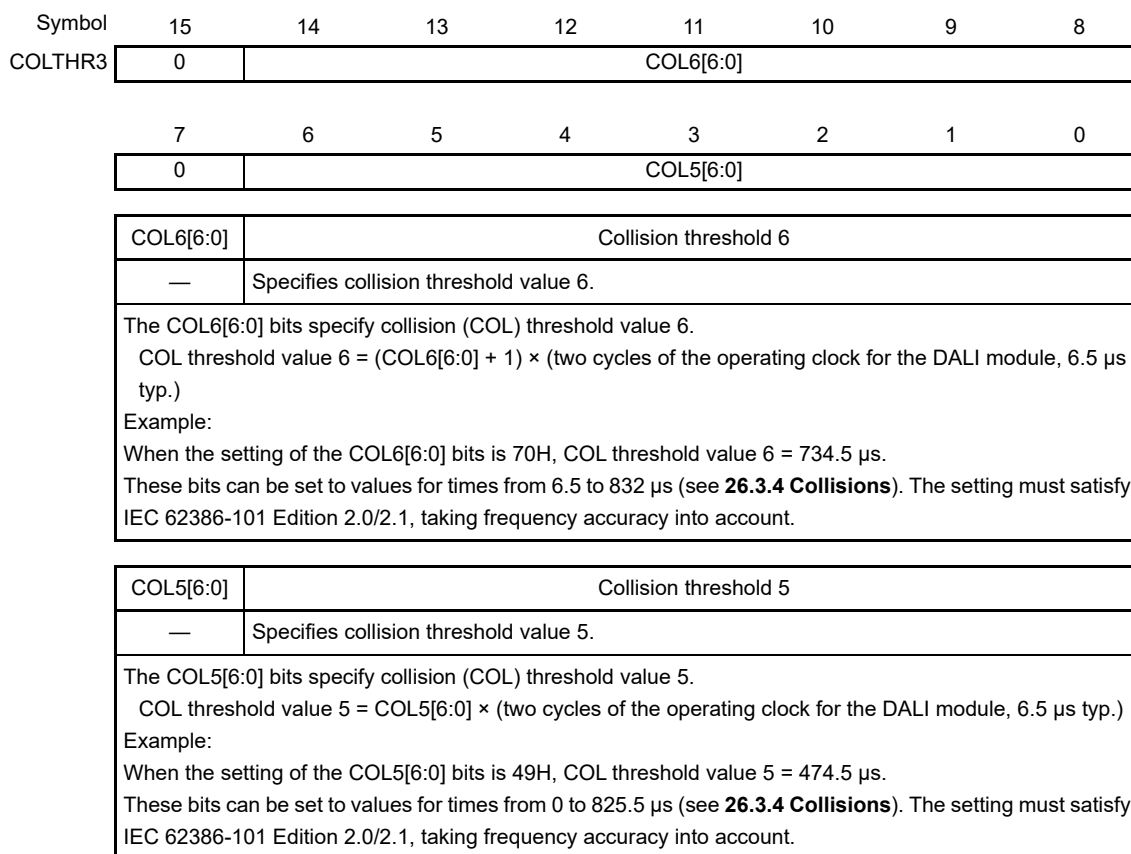 Symbol 15 14 13 12 11 10 9 8
COLTHR3 0 COL6[6:0]
7 6 5 4 3 2 1 0
0 COL5[6:0]
COL6[6:0] Collision threshold 6
— Specifies collision threshold value 6.
The COL6[6:0] bits specify collision (COL) threshold value 6.
COL threshold value 6 = (COL6[6:0] + 1) × (two cycles of the operating clock for the DALI module, 6.5 μs
typ.)
Example:
When the setting of the COL6[6:0] bits is 70H, COL threshold value 6 = 734.5 μs.
These bits can be set to values for times from 6.5 to 832 μs (see 26.3.4 Collisions). The setting must satisfy
IEC 62386-101 Edition 2.0/2.1, taking frequency accuracy into account.
COL5[6:0] Collision threshold 5
— Specifies collision threshold value 5.
The COL5[6:0] bits specify collision (COL) threshold value 5.
COL threshold value 5 = COL5[6:0] × (two cycles of the operating clock for the DALI module, 6.5 μs typ.)
Example:
When the setting of the COL5[6:0] bits is 49H, COL threshold value 5 = 474.5 μs.
These bits can be set to values for times from 0 to 825.5 μs (see 26.3.4 Collisions). The setting must satisfy
IEC 62386-101 Edition 2.0/2.1, taking frequency accuracy into account.